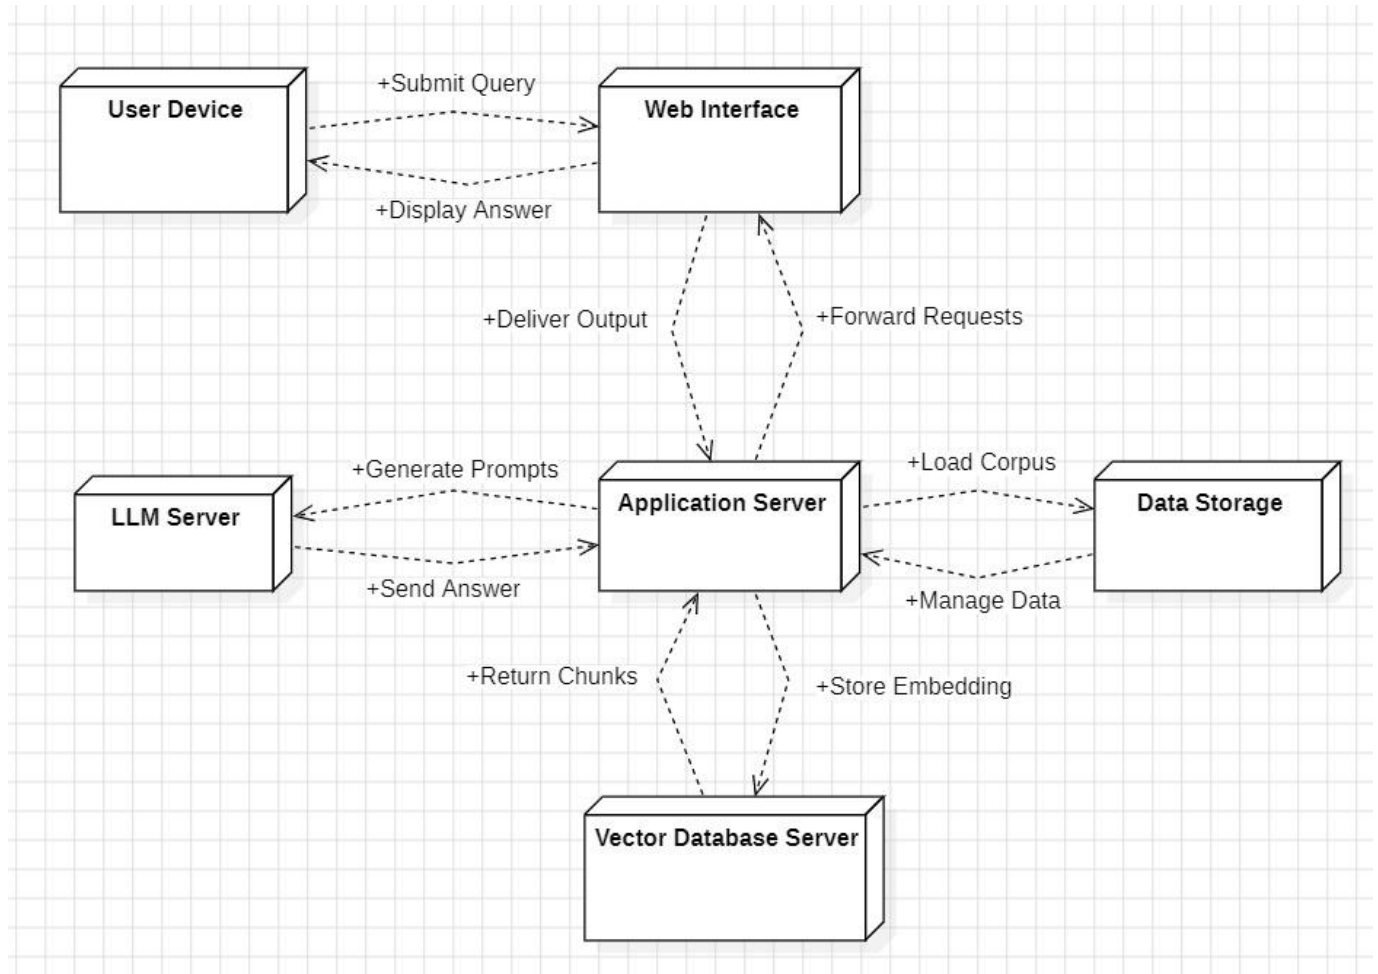 +Submit Query
User Device
Web Interface
+Display Answer
+Deliver Output
+Forward Requests
+Generate Prompts
+Load Corpus
LLM Server
Application Server
Data Storage
+Send Answer
+Manage Data
+Return Chunks
+Store Embedding
Vector Database Server